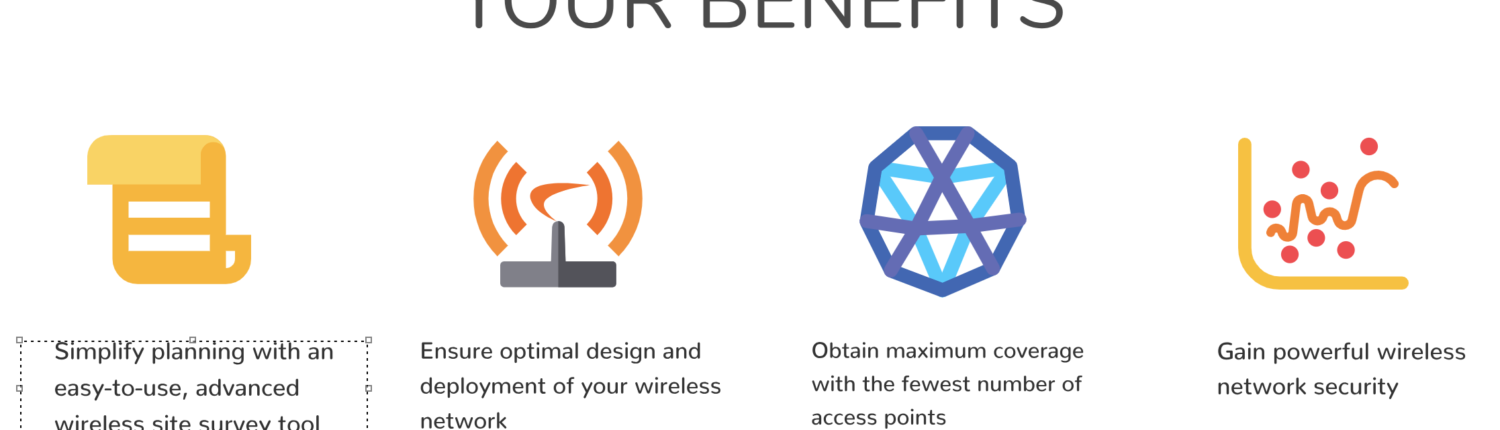 YOUR BENEFITS
Simplify planning with an
easy-to-use, advanced
wireless site survey tool
Ensure optimal design and
deployment of your wireless
network
Obtain maximum coverage
with the fewest number of
access points
Gain powerful wireless
network security